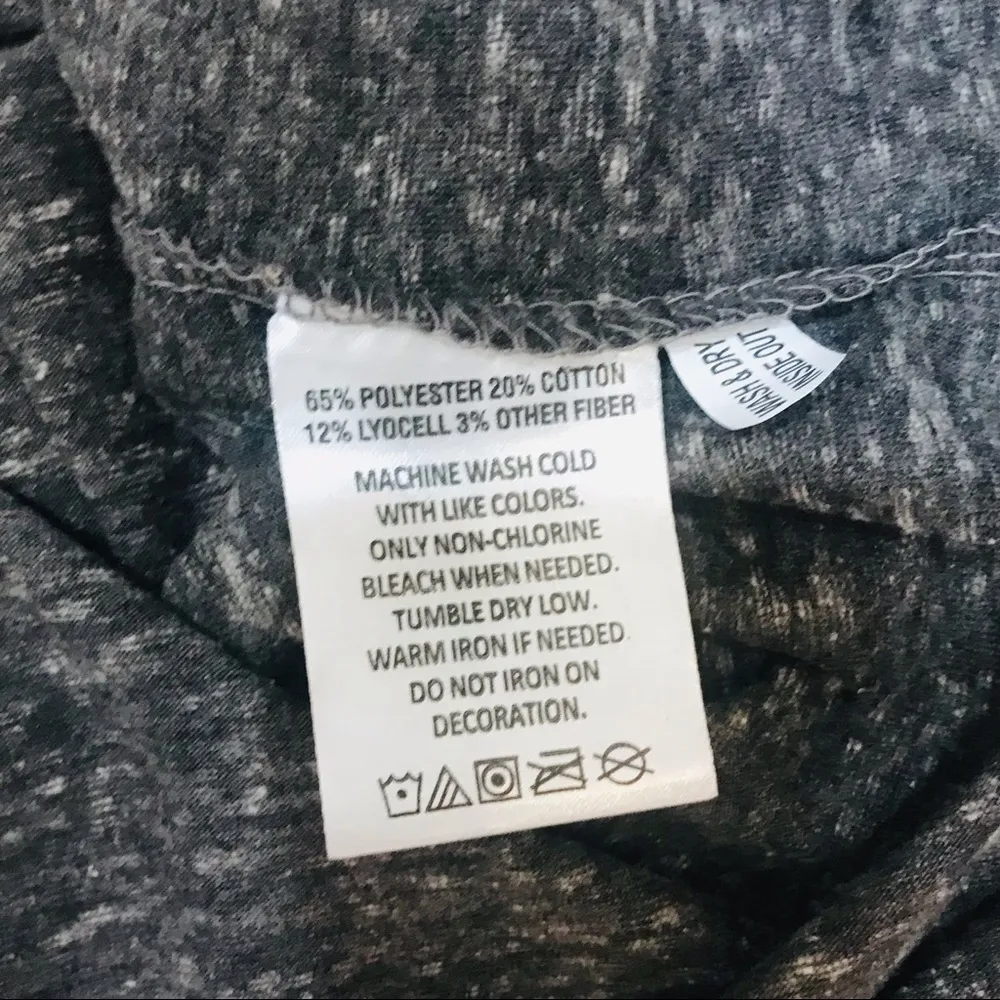 65% POLYESTER 20% COTTON
12% LYOCELL 3% OTHER FIBER
MACHINE WASH COLD
WITH LIKE COLORS.
ONLY NON-CHLORINE
BLEACH WHEN NEEDED.
TUMBLE DRY LOW.
WARM IRON IF NEEDED.
DO NOT IRON ON
DECORATION.
WASH & DRY
INSIDE OUT